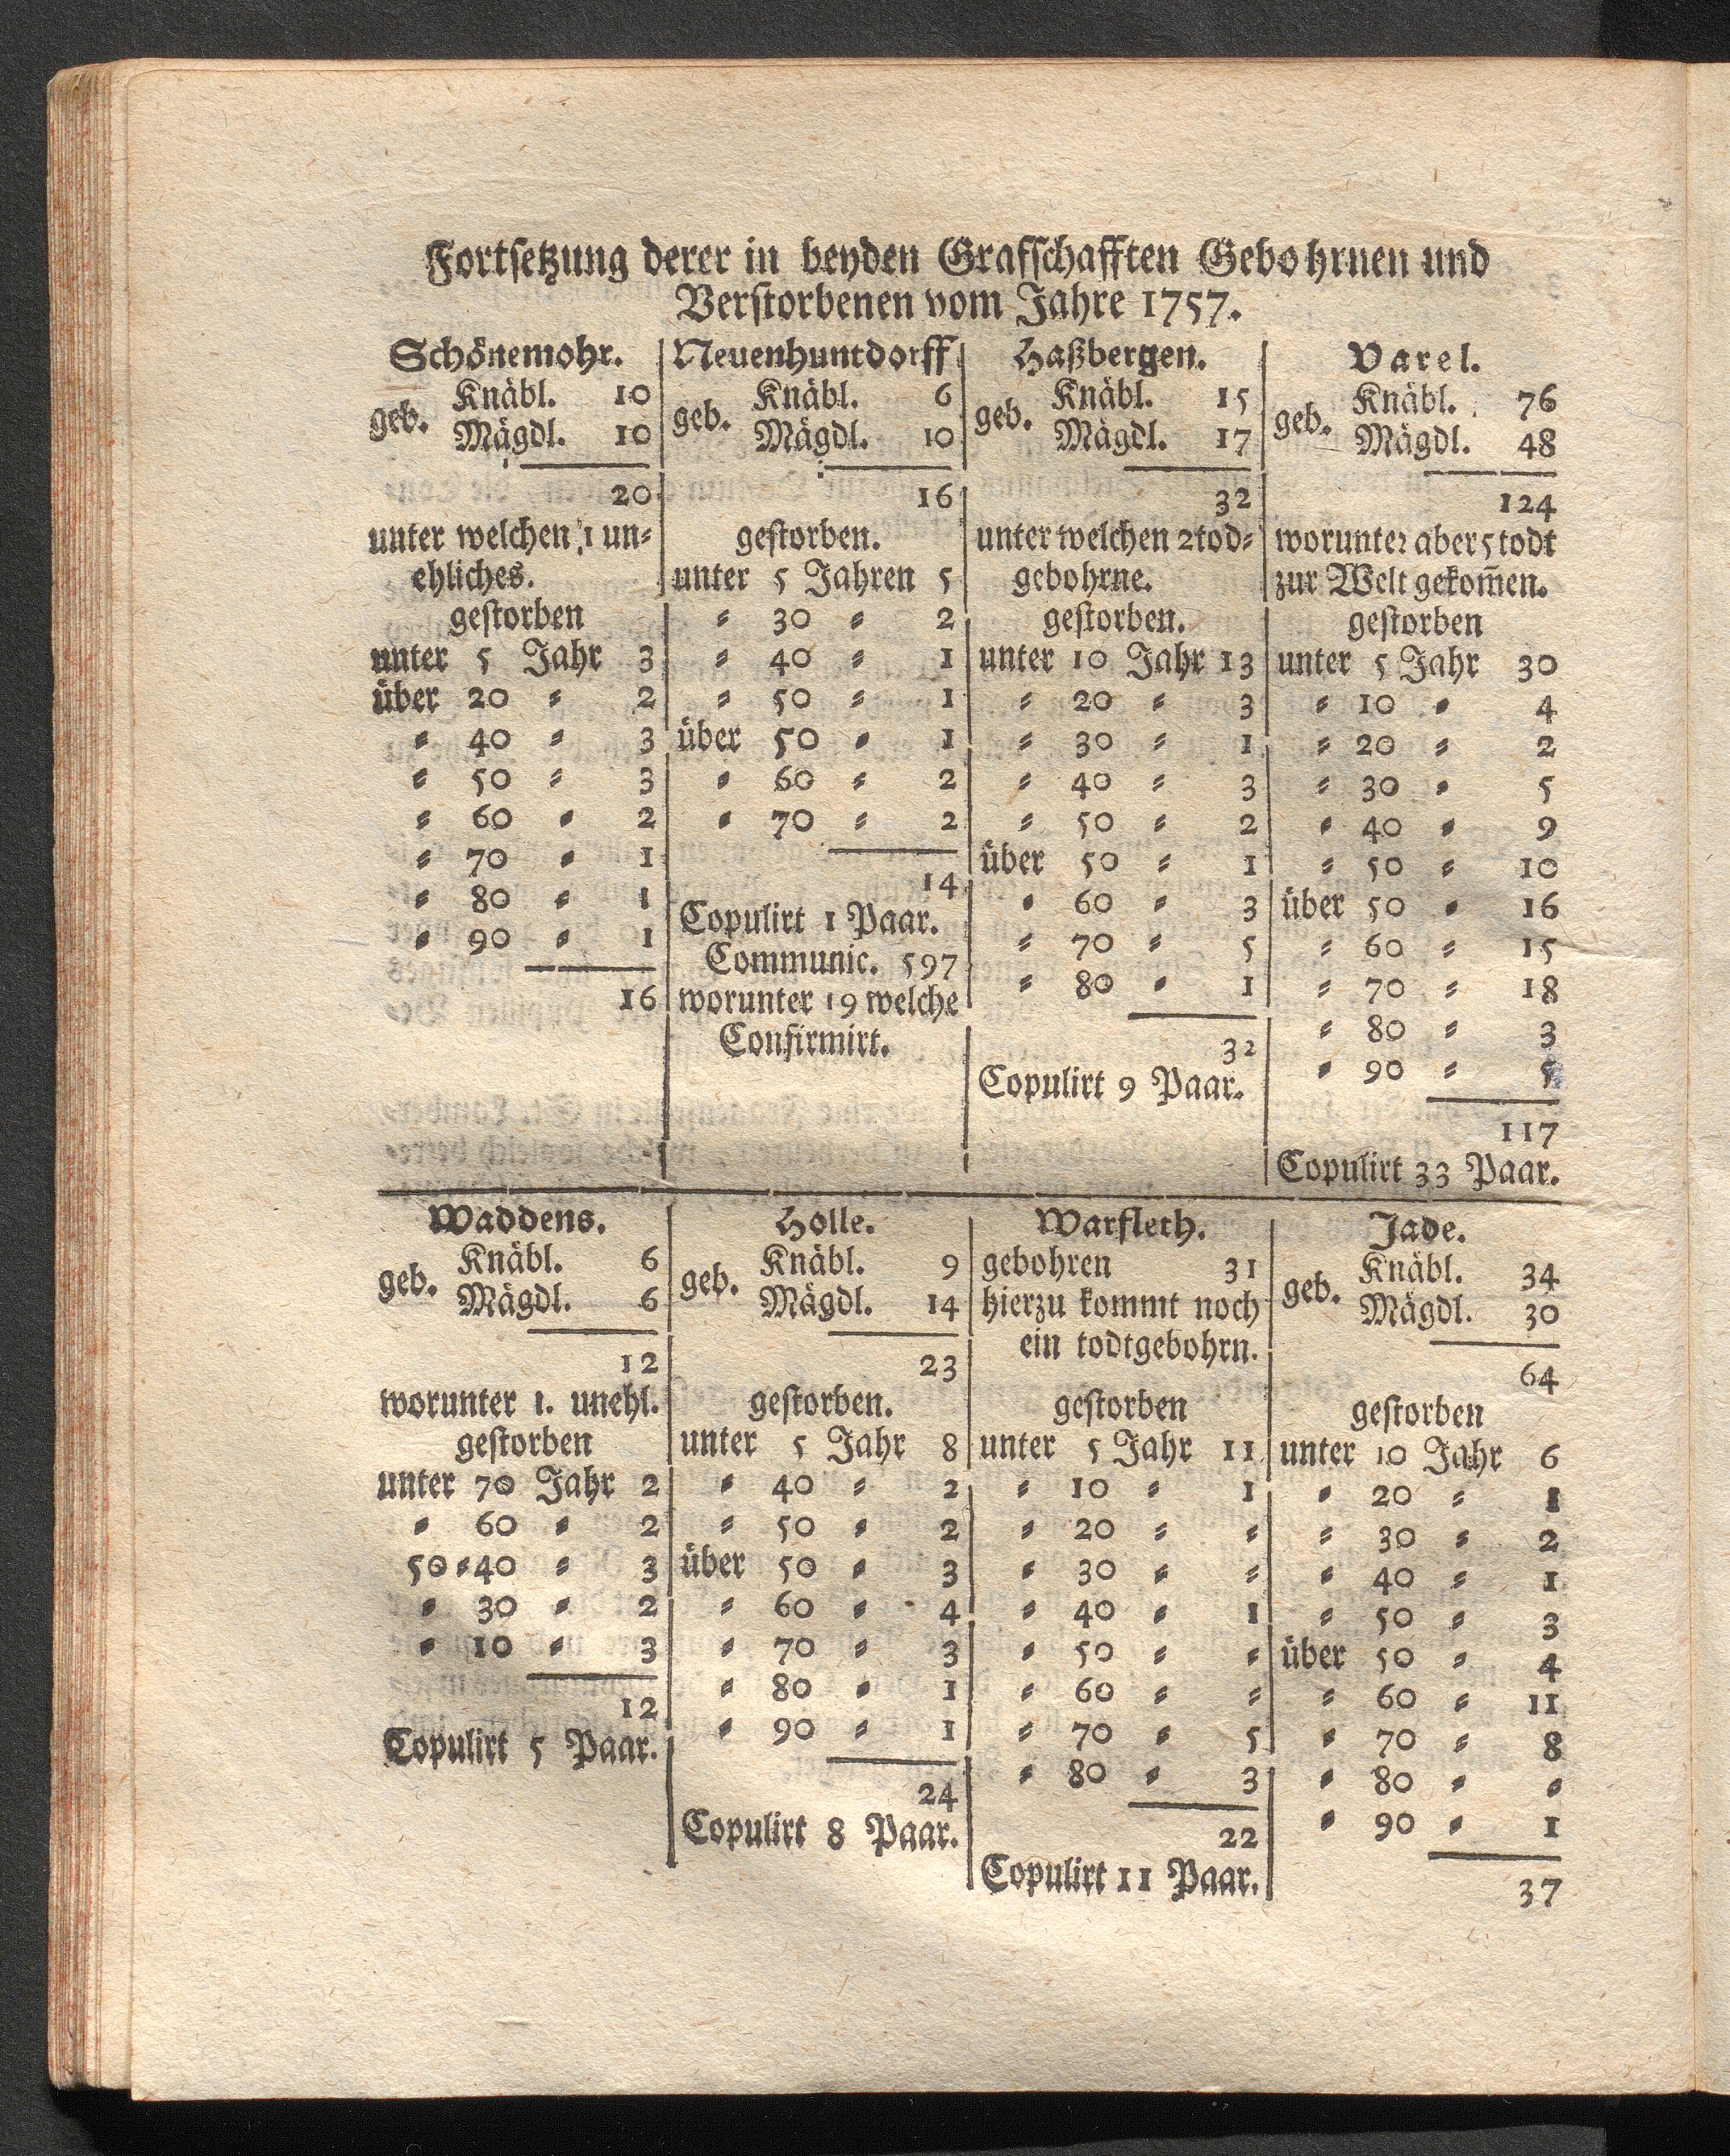 Fortsetzung derer in beyden Grafschafften Gebohrnen und
Verstorbenen vom Jahre 1757.
Schönemohr.
geb. Knäbl. 10
Mägdl. 10
20
unter welchen 1 un⸗
ehliches.
gestorben
unter 5 Jahr 3
über 20 ⸗ 2
⸗ 40 ⸗ 3
⸗ 50 ⸗ 3
⸗ 60 ⸗ 2
⸗ 70 ⸗ 1
⸗ 80 ⸗ 1
⸗ 90 ⸗ 1
16
Neuenhuntdorff
geb. Knäbl. 6
Mägdl. 10
16
gestorben.
unter 5 Jahren 5
⸗ 30 ⸗ 2
⸗ 40 ⸗ 1
⸗ 50 ⸗ 1
über 50 ⸗ 1
⸗ 60 ⸗ 2
⸗ 70 ⸗ 2
14
Copulirt 1 Paar.
Communic. 597
worunter 19 welche
Confirmirt.
Haßbergen.
geb. Knäbl. 15
Mägdl. 17
32
unter welchen 2 tod⸗
gebohrne.
gestorben.
unter 10 Jahr 13
⸗ 20 ⸗ 3
⸗ 30 ⸗ 1
⸗ 40 ⸗ 3
⸗ 50 ⸗ 2
über 50 ⸗ 1
⸗ 60 ⸗ 3
⸗ 70 ⸗ 5
⸗ 80 ⸗ 1
32
Copulirt 9 Paar.
Varel.
geb. Knäbl. 76
Mägdl. 48
124
worunter aber 5 todt
zur Welt gekom̃en.
gestorben
unter 5 Jahr 30
⸗ 10 ⸗ 4
⸗ 20 ⸗ 2
⸗ 30 ⸗ 5
⸗ 40 ⸗ 9
⸗ 50 ⸗ 10
über 50 ⸗ 16
⸗ 60 ⸗ 15
⸗ 70 ⸗ 18
⸗ 80 ⸗ 3
⸗ 90 ⸗ 5
117
Copulirt 33 Paar.
Waddens.
geb. Knäbl. 6
Mägdl. 6
12
worunter 1. unehl.
gestorben
unter 70 Jahr 2
⸗ 60 ⸗ 2
50 ⸗ 40 ⸗ 3
⸗ 30 ⸗ 2
⸗ 10 ⸗ 3
12
Copulirt 5 Paar.
Holle.
geb. Knäbl. 9
Mägdl. 14
23
gestorben.
unter 5 Jahr 8
⸗ 40 ⸗ 2
⸗ 50 ⸗ 2
über 50 ⸗ 3
⸗ 60 ⸗ 4
⸗ 70 ⸗ 3
⸗ 80 ⸗ 1
⸗ 90 ⸗ 1
24
Copulirt 8 Paar.
Warfleth.
gebohren 31
hierzu kommt noch
ein todtgebohrn.
gestorben
unter 5 Jahr 11
⸗ 10 ⸗ 1
⸗ 20 ⸗ ⸗
⸗ 30 ⸗ ⸗
⸗ 40 ⸗ 1
⸗ 50 ⸗ ⸗
⸗ 60 ⸗ ⸗
⸗ 70 ⸗ 5
⸗ 80 ⸗ 3
22
Copulirt 11 Paar.
Jade.
geb. Knäbl. 34
Mägdl. 30
64
gestorben
unter 10 Jahr 6
⸗ 20 ⸗ 1
⸗ 30 ⸗ 2
⸗ 40 ⸗ 1
⸗ 50 ⸗ 3
über 50 ⸗ 4
⸗ 60 ⸗ 11
⸗ 70 ⸗ 8
⸗ 80 ⸗ ⸗
⸗ 90 ⸗ 1
37